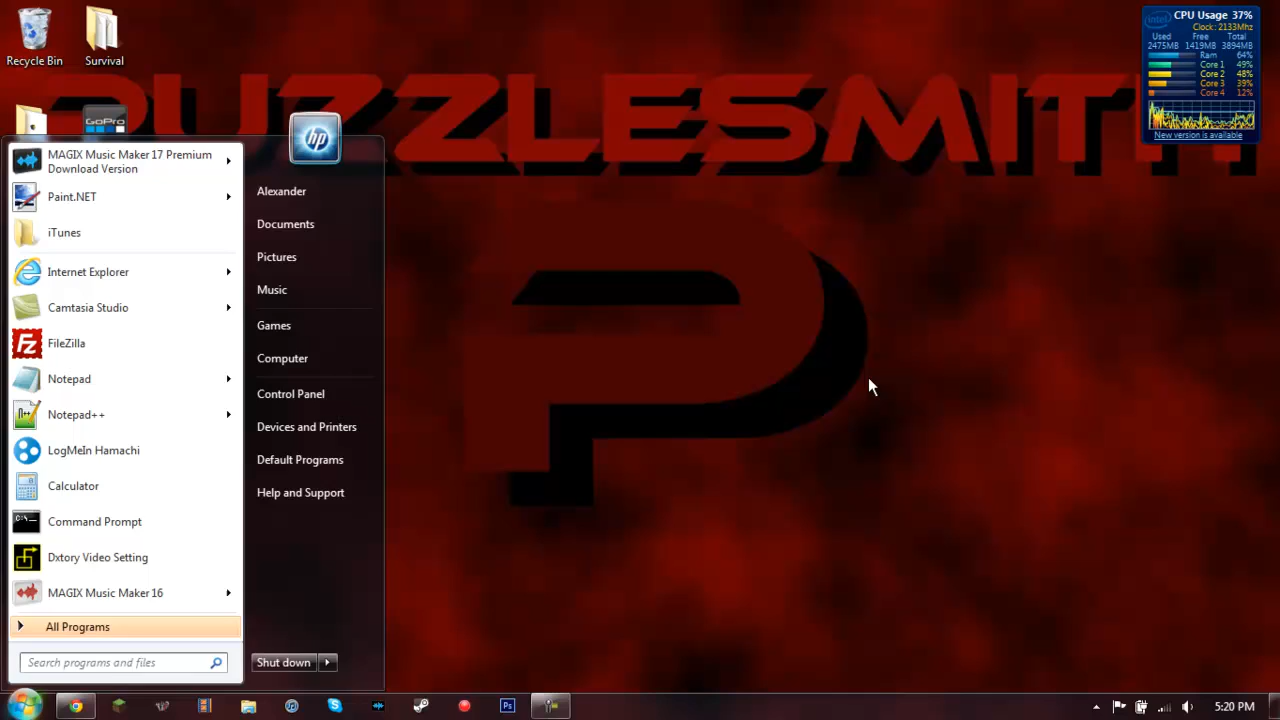 Recycle Bin
Survival
GoPro
PUZZLESMITH
CPU Usage 37%
Clock: 2133Mhz
Used Free Total
2475MB 1419MB 3894MB
Ram 64%
Core 1 49%
Core 2 48%
Core 3 39%
Core 4 12%
New version is available
intel
hp
MAGIX Music Maker 17 Premium
Download Version
Paint.NET
iTunes
Internet Explorer
Camtasia Studio
FileZilla
Notepad
Notepad++
LogMeIn Hamachi
Calculator
Command Prompt
Dxtory Video Setting
MAGIX Music Maker 16
All Programs
Search programs and files
Alexander
Documents
Pictures
Music
Games
Computer
Control Panel
Devices and Printers
Default Programs
Help and Support
Shut down
P
Fz
Ps
5:20 PM